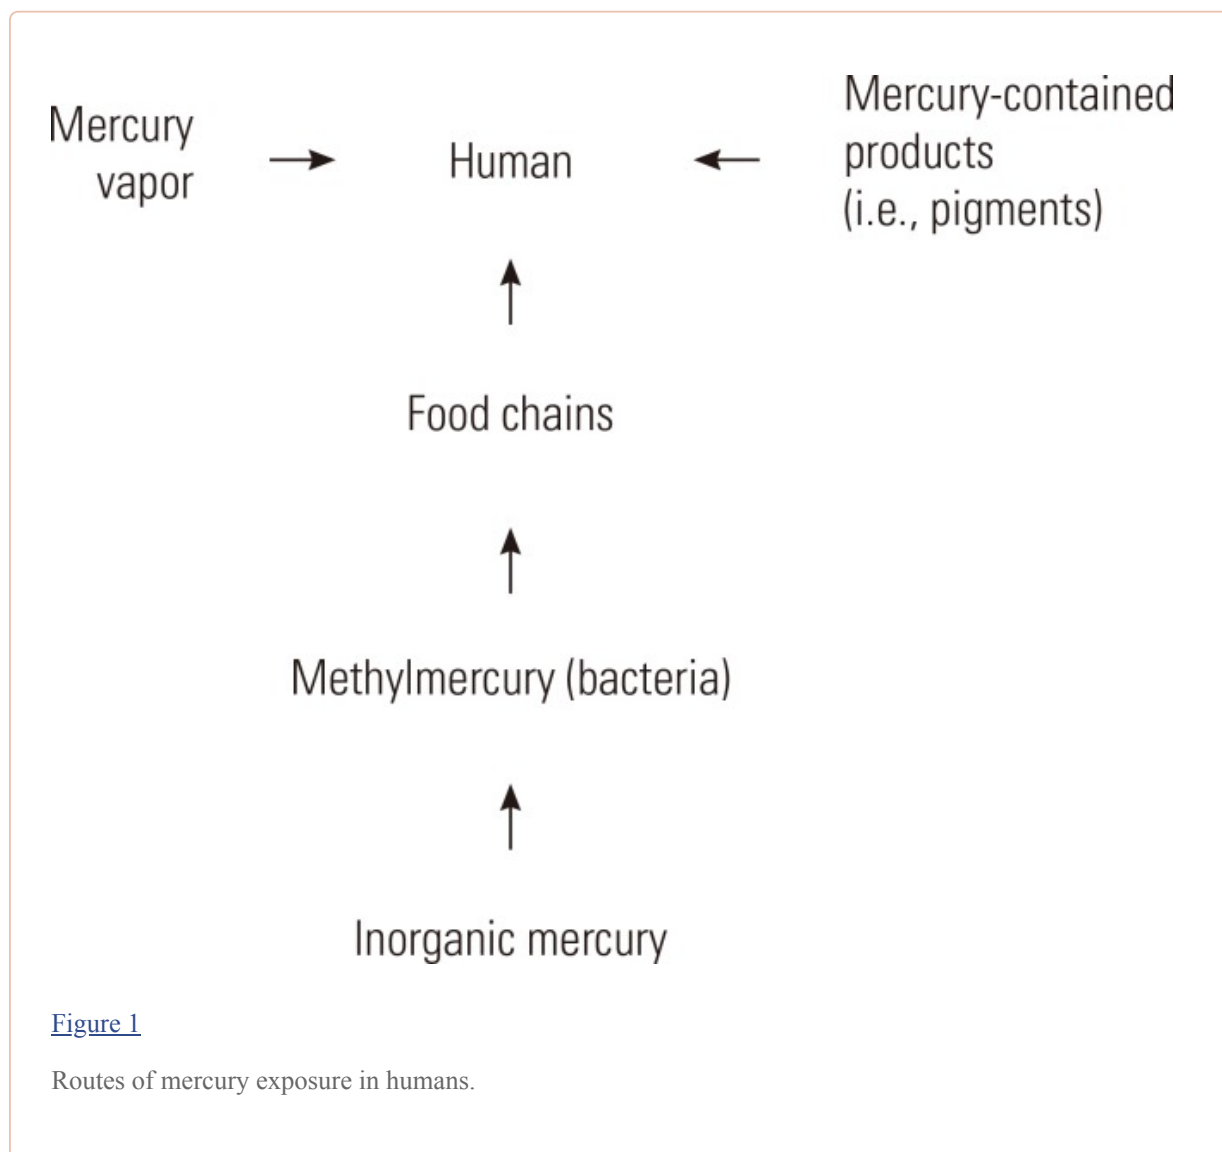 Mercury
vapor
Human
Mercury-contained
products
(i.e., pigments)
Food chains
Methylmercury (bacteria)
Inorganic mercury
Figure 1
Routes of mercury exposure in humans.